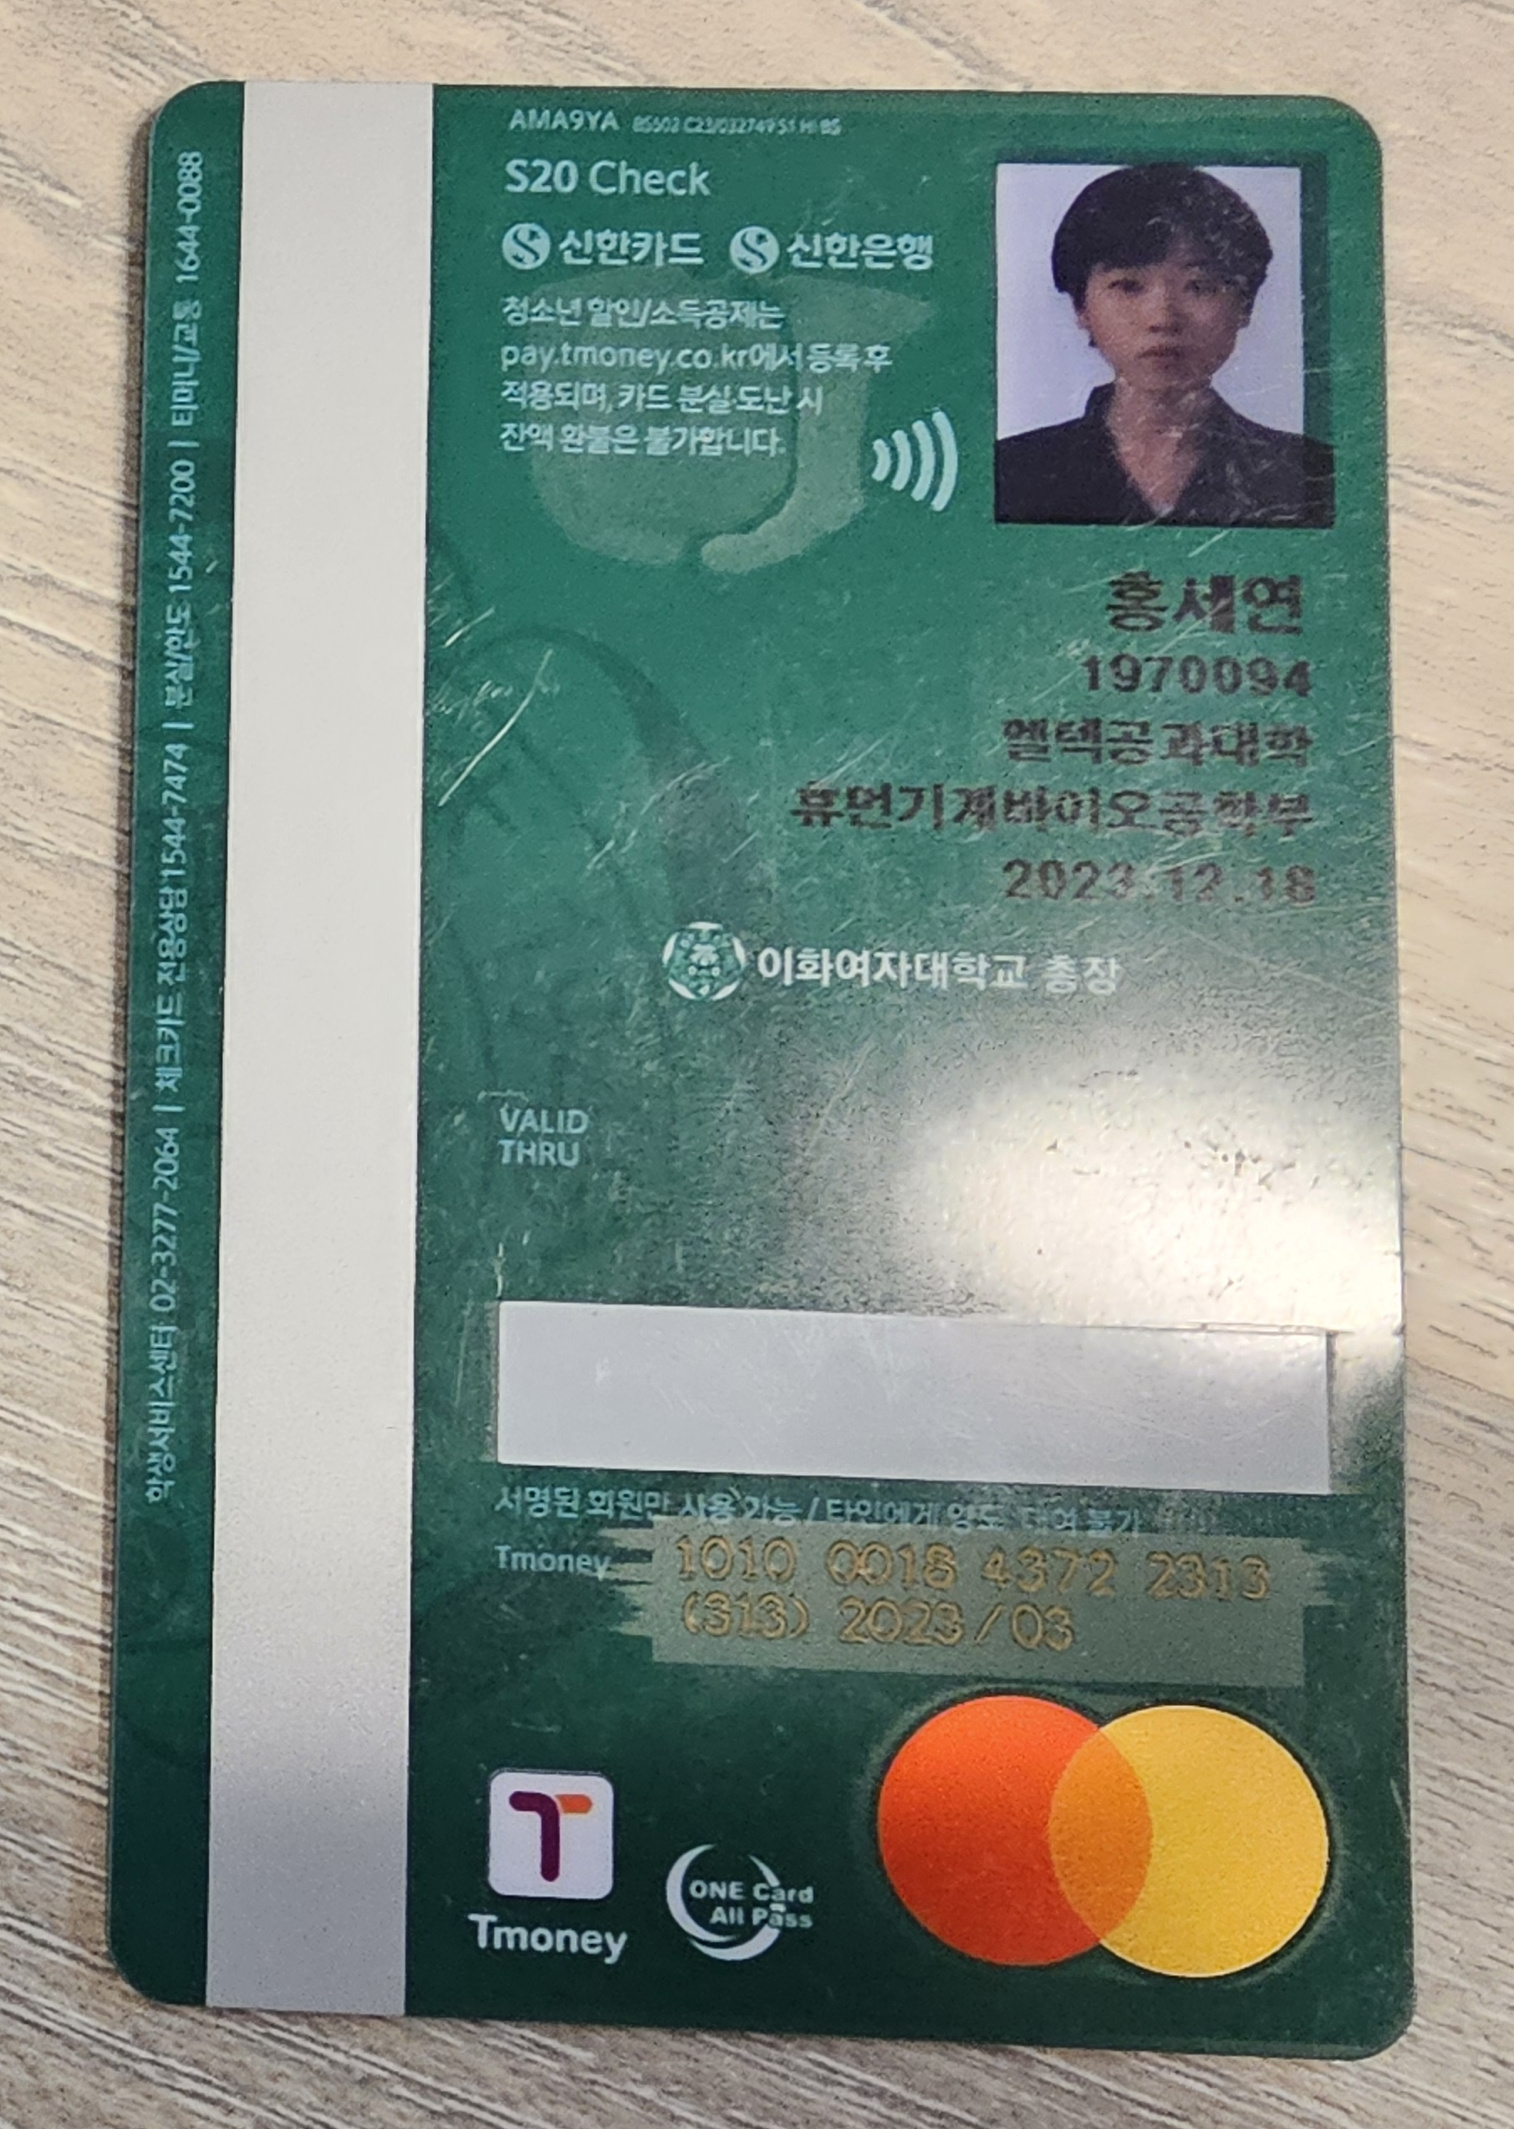 AMA9YA
S20 Check
신한카드 신한은행
청소년 할인/소득공제는
pay.tmoney.co.kr에서 등록 후
적용되며, 카드 분실·도난 시
잔액 환불은 불가합니다.
홍세연
1970094
엘텍공과대학
휴먼기계바이오공학부
2023.12.18
이화여자대학교 총장
VALID
THRU
서명된 회원만 사용 가능 / 타인에게 양도, 대여 불가
Tmoney 1010 0018 4372 2313
(313) 2023/03
Tmoney
ONE Card
All Pass
학생서비스센터 02-3277-2064 | 체크카드 전용상담 1544-7474 | 분실/한도 1544-7200 | 티머니/교통 1644-0088